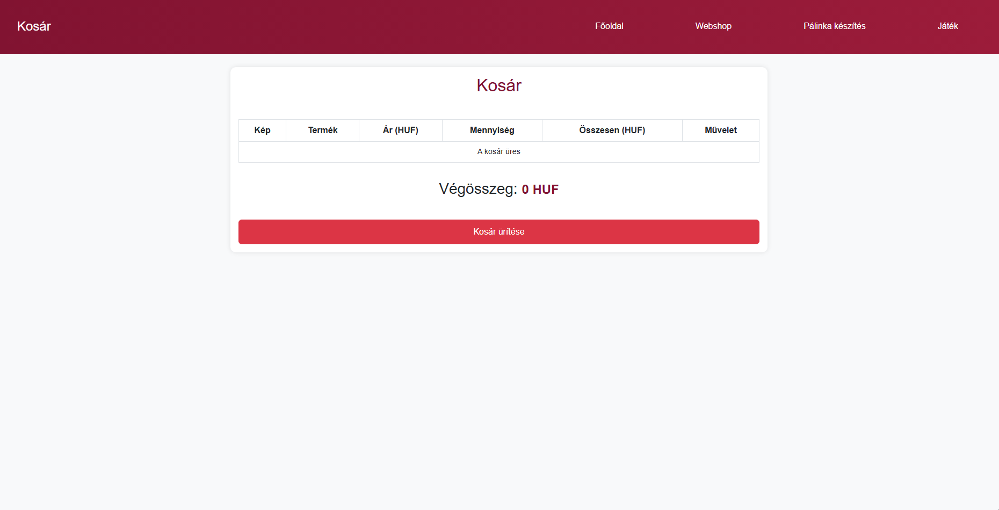 Kosár Főoldal Webshop Pálinka készítés Játék
Kosár
Kép Termék Ár (HUF) Mennyiség Összesen (HUF) Művelet
A kosár üres
Végösszeg: 0 HUF
Kosár ürítése